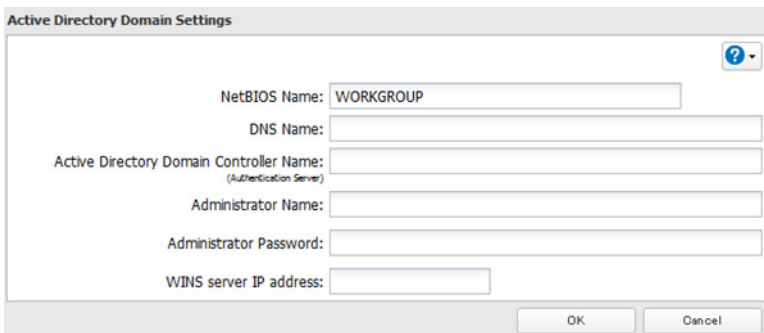 Active Directory Domain Settings
?
NetBIOS Name: WORKGROUP
DNS Name:
Active Directory Domain Controller Name:
(Authentication Server)
Administrator Name:
Administrator Password:
WINS server IP address:
OK Cancel